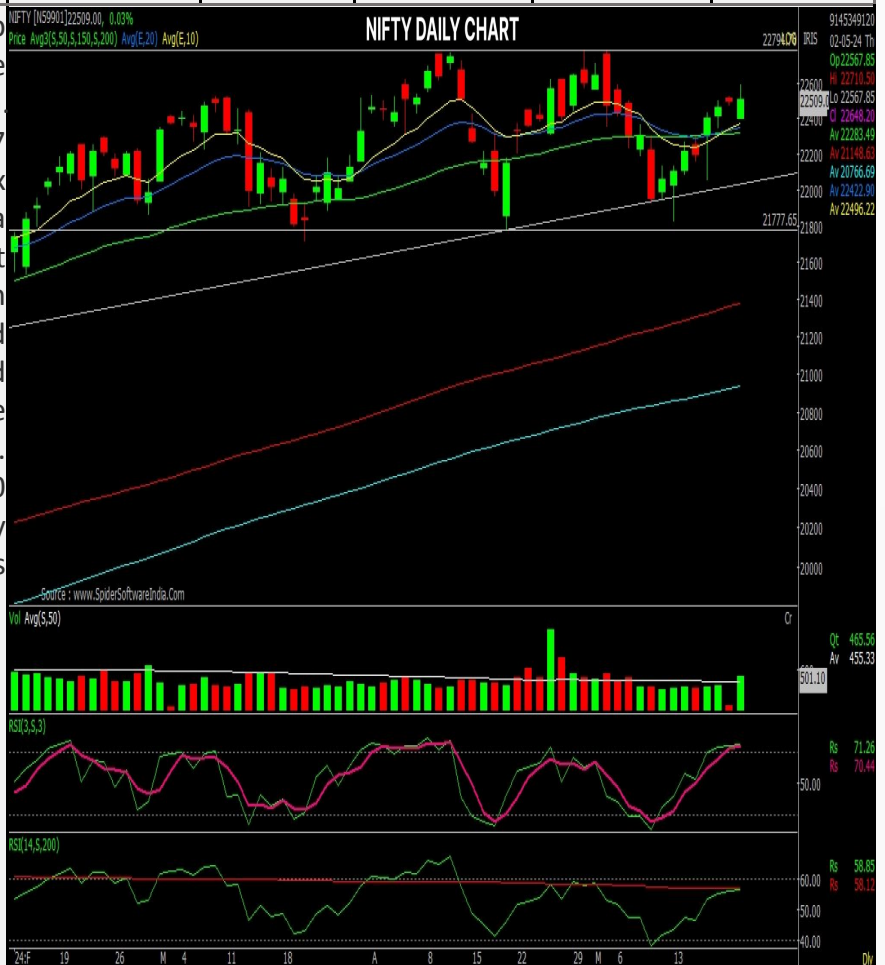 NIFTY [N59901]22509.00, 0.03%
Price Avg3(S,50,S,150,S,200) Avg(E,20) Avg(E,10)
NIFTY DAILY CHART
LOG
IRIS
9145349120
02-05-24 Th
Op22567.85
Hi 22710.50
Lo 22567.85
Cl 22648.20
Av 22283.49
Av 21148.63
Av 20766.69
Av 22422.90
Av 22496.22
22600
22509.0
22400
22200
22000
21777.65
21800
21600
21400
21200
21000
20800
20600
20400
20200
20000
Source : www.SpiderSoftwareIndia.Com
Vol Avg(S,50)
Cr
Qt 465.56
Av 455.33
501.10
RSI(3,S,3)
Rs 71.26
Rs 70.44
50.00
RSI(14,S,200)
Rs 58.85
Rs 58.12
60.00
50.00
40.00
24:F 19 26 M 4 11 18 A 8 15 22 29 M 6 13
Dly